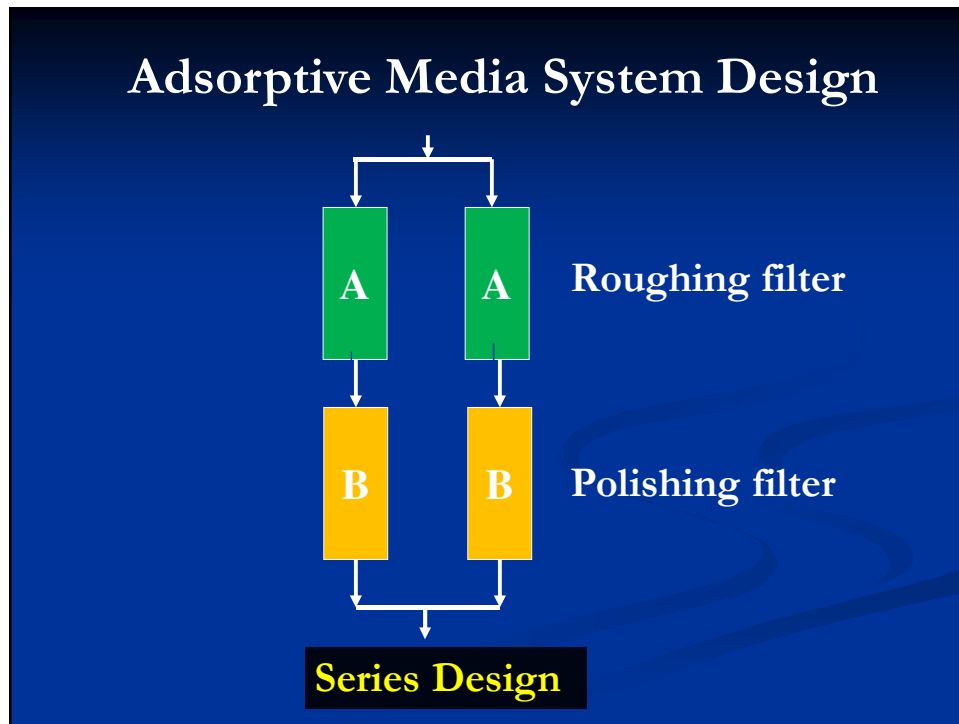 Adsorptive Media System Design
A A Roughing filter
B B Polishing filter
Series Design